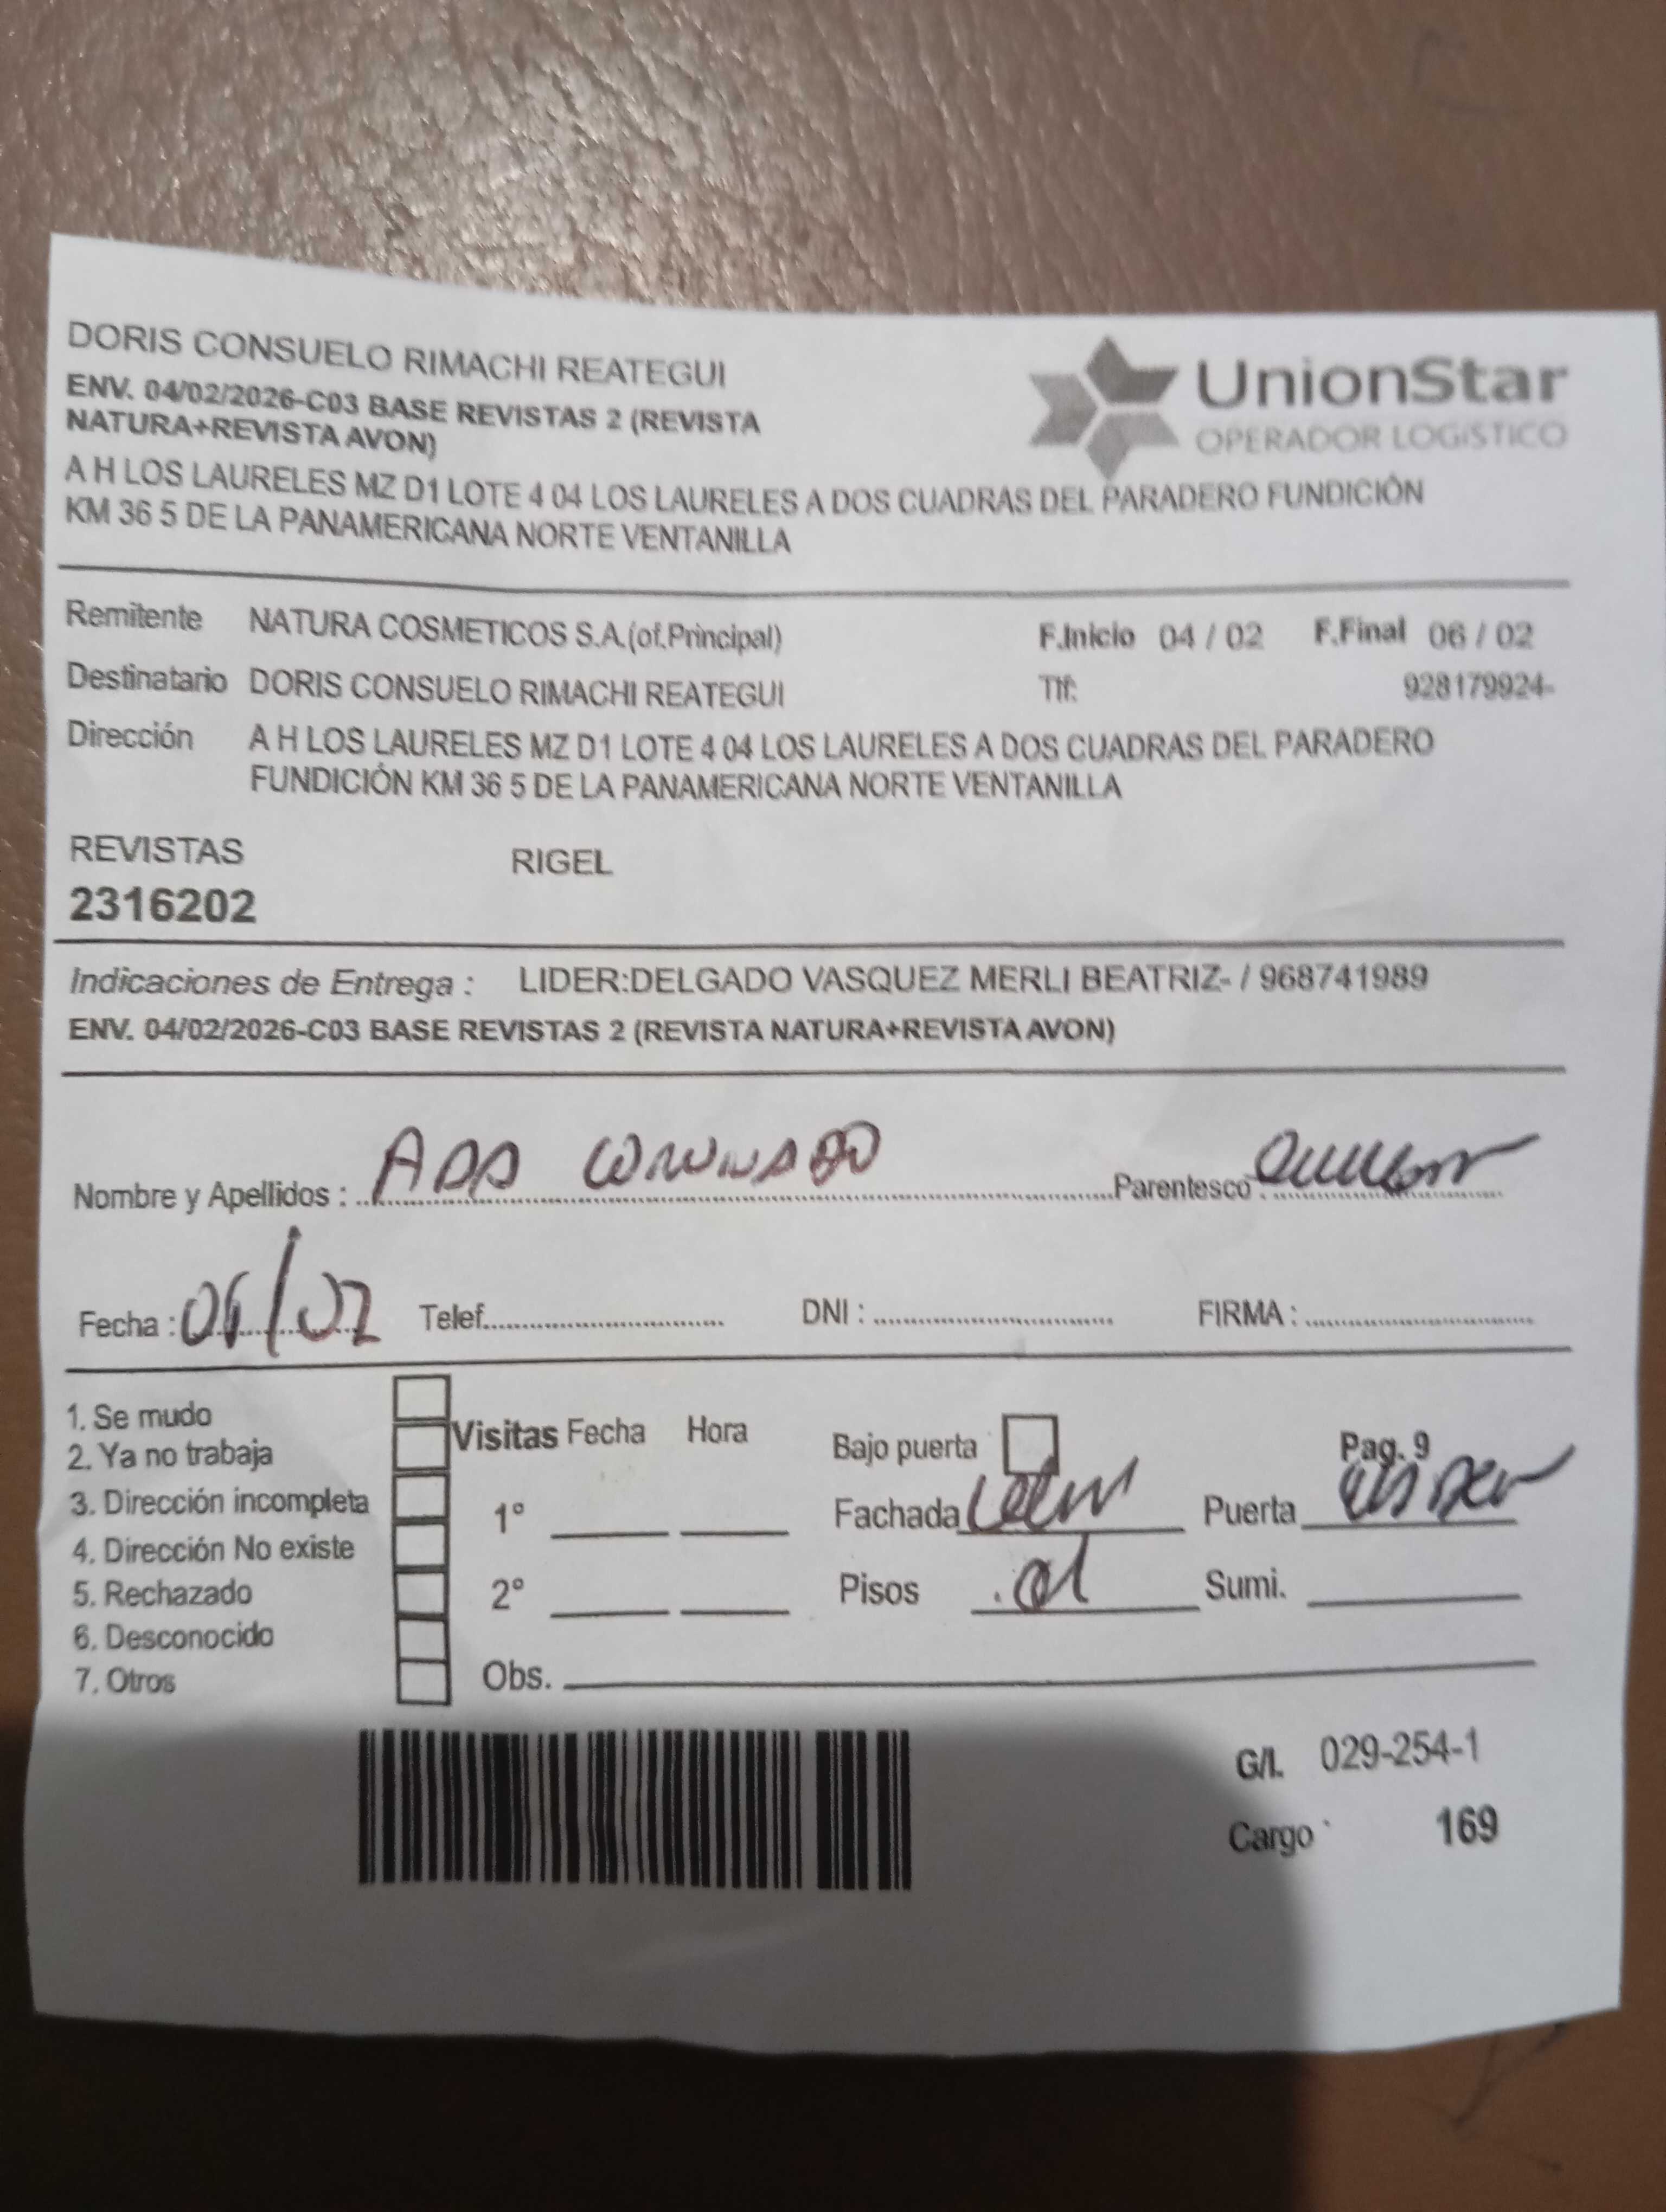 DORIS CONSUELO RIMACHI REATEGUI
ENV. 04/02/2026-C03 BASE REVISTAS 2 (REVISTA
NATURA+REVISTA AVON)
UnionStar
OPERADOR LOGÍSTICO
A H LOS LAURELES MZ D1 LOTE 4 04 LOS LAURELES A DOS CUADRAS DEL PARADERO FUNDICIÓN
KM 36 5 DE LA PANAMERICANA NORTE VENTANILLA
Remitente NATURA COSMETICOS S.A.(of.Principal) F.Inicio 04 / 02 F.Final 06 / 02
Destinatario DORIS CONSUELO RIMACHI REATEGUI Tlf: 928179924-
Dirección A H LOS LAURELES MZ D1 LOTE 4 04 LOS LAURELES A DOS CUADRAS DEL PARADERO
FUNDICIÓN KM 36 5 DE LA PANAMERICANA NORTE VENTANILLA
REVISTAS RIGEL
2316202
Indicaciones de Entrega : LIDER:DELGADO VASQUEZ MERLI BEATRIZ- / 968741989
ENV. 04/02/2026-C03 BASE REVISTAS 2 (REVISTA NATURA+REVISTA AVON)
Nombre y Apellidos : ADA Parentesco :
Fecha : Telef. DNI : FIRMA :
1. Se mudo
2. Ya no trabaja
3. Dirección incompleta
4. Dirección No existe
5. Rechazado
6. Desconocido
7. Otros
Visitas Fecha Hora
1°
2°
Obs.
Bajo puerta Pag. 9
Fachada Puerta
Pisos Sumi.
G/I. 029-254-1
Cargo 169